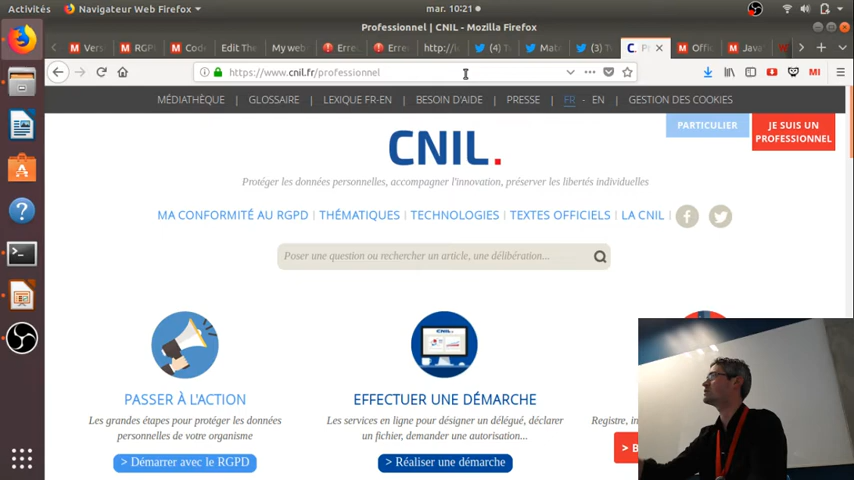 Activités
Navigateur Web Firefox
mar. 10:21
Professionnel | CNIL - Mozilla Firefox
Edit The
My web
https://www.cnil.fr/professionnel
MÉDIATHÈQUE | GLOSSAIRE | LEXIQUE FR-EN | BESOIN D'AIDE | PRESSE | FR - EN | GESTION DES COOKIES
PARTICULIER
JE SUIS UN
PROFESSIONNEL
CNIL.
Protéger les données personnelles, accompagner l'innovation, préserver les libertés individuelles
MA CONFORMITÉ AU RGPD | THÉMATIQUES | TECHNOLOGIES | TEXTES OFFICIELS | LA CNIL
Poser une question ou rechercher un article, une délibération...
CNIL.
PASSER À L'ACTION
Les grandes étapes pour protéger les données
personnelles de votre organisme
> Démarrer avec le RGPD
EFFECTUER UNE DÉMARCHE
Les services en ligne pour désigner un délégué, déclarer
un fichier, demander une autorisation...
> Réaliser une démarche
Registre,